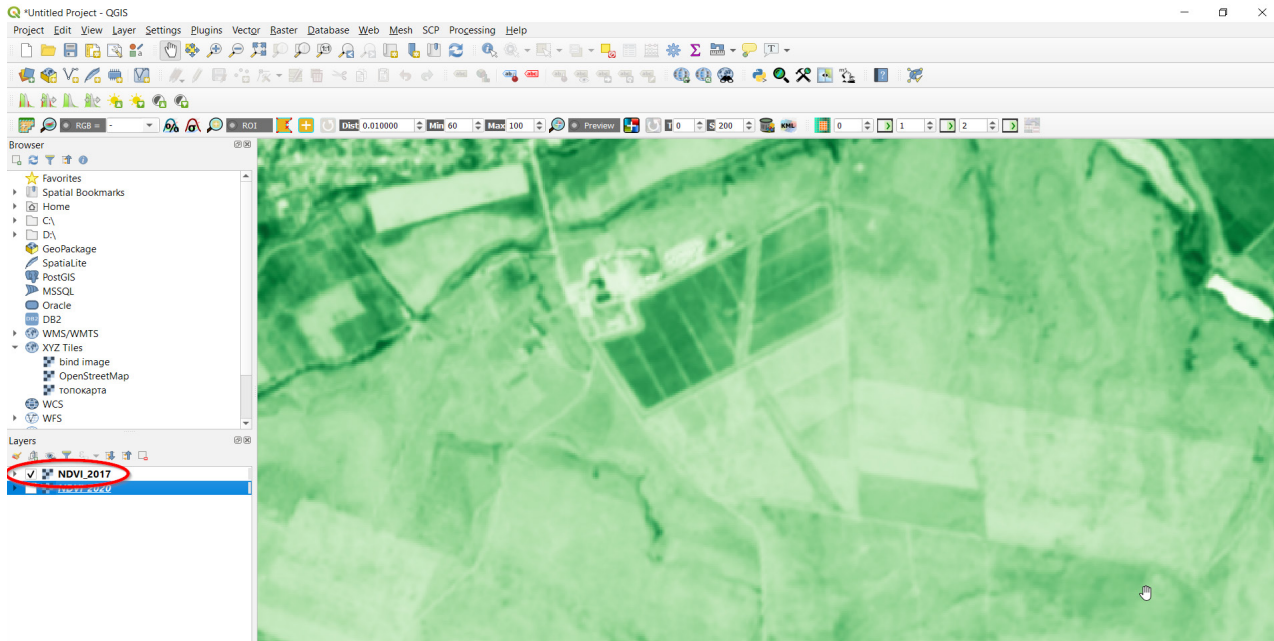 *Untitled Project - QGIS
Project Edit View Layer Settings Plugins Vector Raster Database Web Mesh SCP Processing Help
RGB = - ROI Dist 0.010000 Min 60 Max 100 Preview T 0 S 200 KML 0 1 2
Browser
Favorites
Spatial Bookmarks
Home
C:\
D:\
GeoPackage
SpatiaLite
PostGIS
MSSQL
Oracle
DB2 DB2
WMS/WMTS
XYZ Tiles
bind image
OpenStreetMap
топокарта
WCS
WFS
Layers
NDVI_2017
NDVI_2020